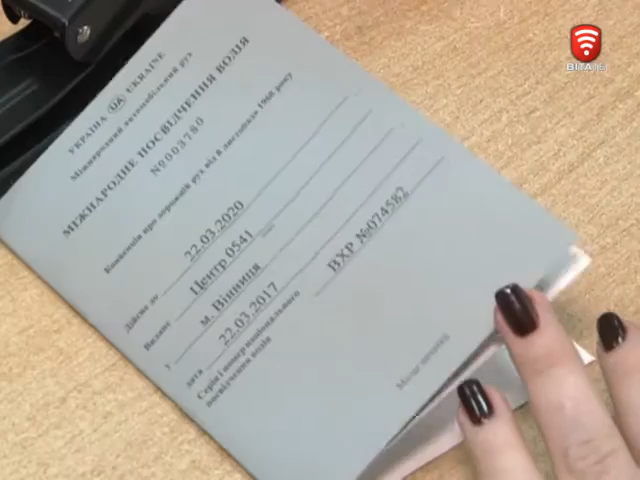 УКРАЇНА UA UKRAINE
Міжнародний автомобільний рух
МІЖНАРОДНЕ ПОСВІДЧЕННЯ ВОДІЯ
№003780
Конвенція про дорожній рух від 8 листопада 1968 року
Дійсне до 22.03.2020
Видане Центр 0541
у м. Вінниця
дата 22.03.2017
Серія і номер національного
посвідчення водія ВХР №074582
Місце печатки
ВІТА